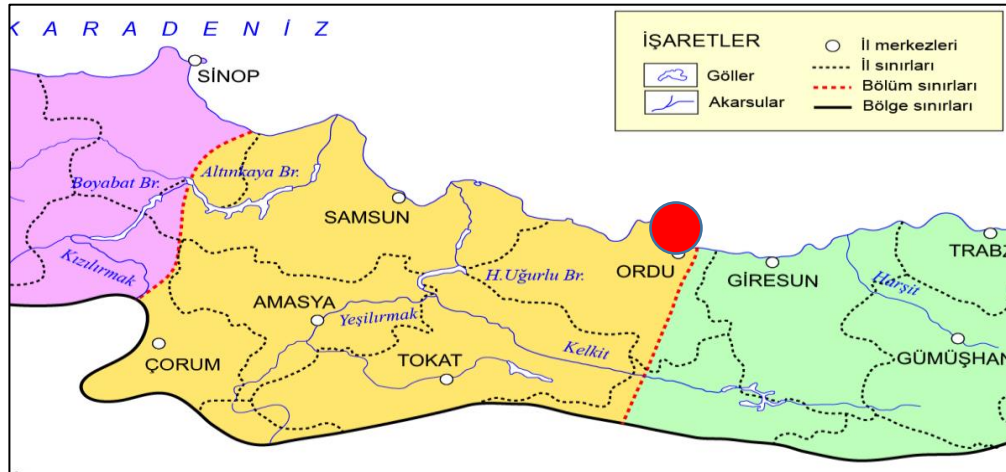 KARADENİZ
SİNOP
İŞARETLER
Göller
Akarsular
İl merkezleri
İl sınırları
Bölüm sınırları
Bölge sınırları
Boyabat Br.
Altınkaya Br.
SAMSUN
Kızılırmak
H.Uğurlu Br.
ORDU
GİRESUN
TRABZ
Harşit
AMASYA
Yeşilırmak
ÇORUM
TOKAT
Kelkit
GÜMÜŞHAN